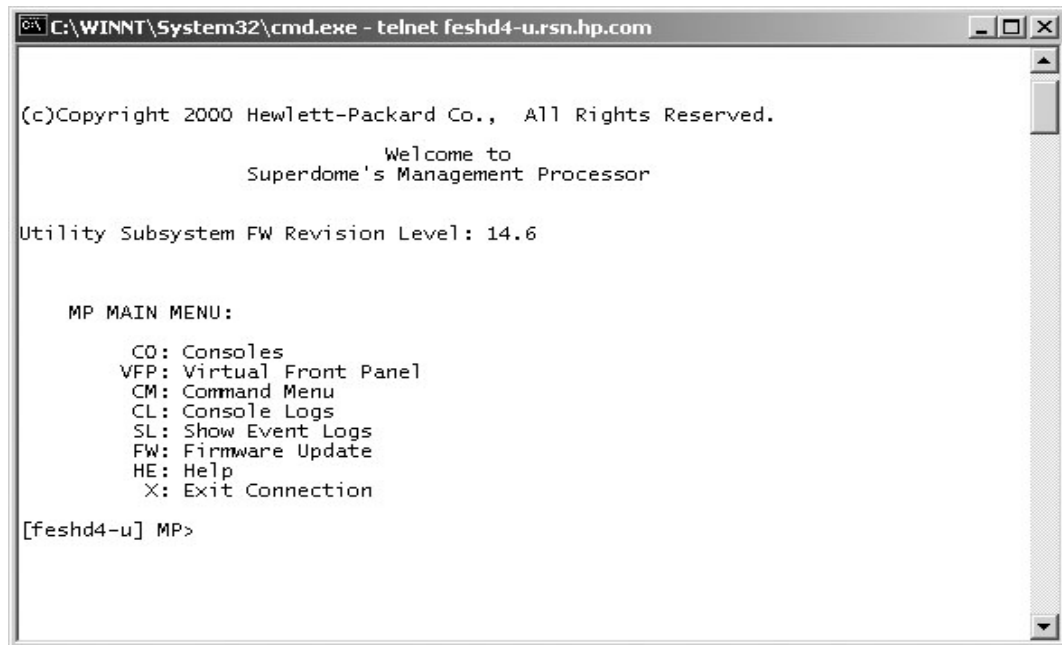 C:\WINNT\System32\cmd.exe - telnet feshd4-u.rsn.hp.com
(c)Copyright 2000 Hewlett-Packard Co., All Rights Reserved.
Welcome to
Superdome's Management Processor
Utility Subsystem FW Revision Level: 14.6
MP MAIN MENU:
CO: Consoles
VFP: Virtual Front Panel
CM: Command Menu
CL: Console Logs
SL: Show Event Logs
FW: Firmware Update
HE: Help
X: Exit Connection
[feshd4-u] MP>